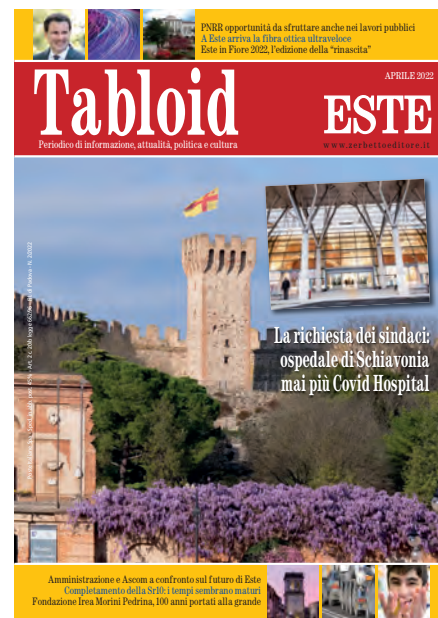 PNRR opportunità da sfruttare anche nei lavori pubblici
A Este arriva la fibra ottica ultraveloce
Este in Fiore 2022, l'edizione della “rinascita”
APRILE 2022
Tabloid
ESTE
Periodico di informazione, attualità, politica e cultura
www.zerbettoeditore.it
La richiesta dei sindaci:
ospedale di Schiavonia
mai più Covid Hospital
Amministrazione e Ascom a confronto sul futuro di Este
Completamento della Sr10: i tempi sembrano maturi
Fondazione Irea Morini Pedrina, 100 anni portati alla grande